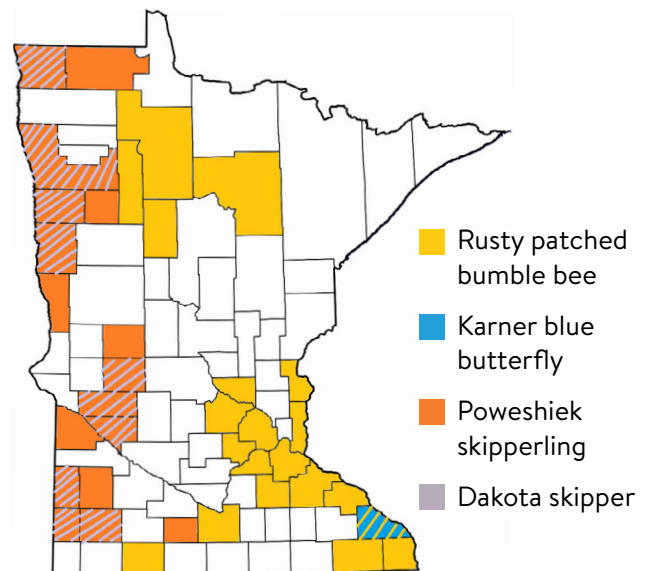 Rusty patched
bumble bee
Karner blue
butterfly
Poweshiek
skipperling
Dakota skipper